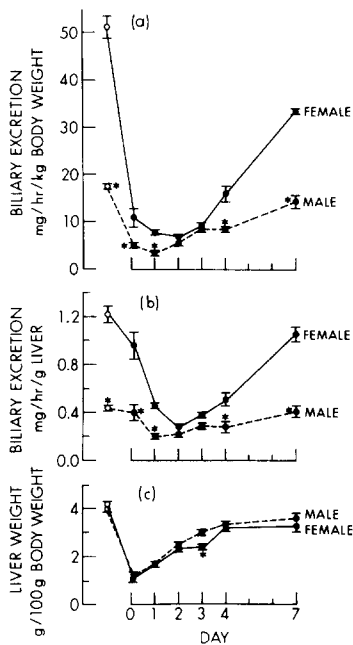 (a)
BILIARY EXCRETION
mg/hr/kg BODY WEIGHT
50
40
30
20
10
0
FEMALE
MALE
*
*
*
*
*
(b)
BILIARY EXCRETION
mg/hr/g LIVER
1.2
0.8
0.4
0.0
FEMALE
MALE
*
*
*
*
*
(c)
LIVER WEIGHT
g/100g BODY WEIGHT
4
2
0
MALE
FEMALE
*
0 1 2 3 4 7
DAY